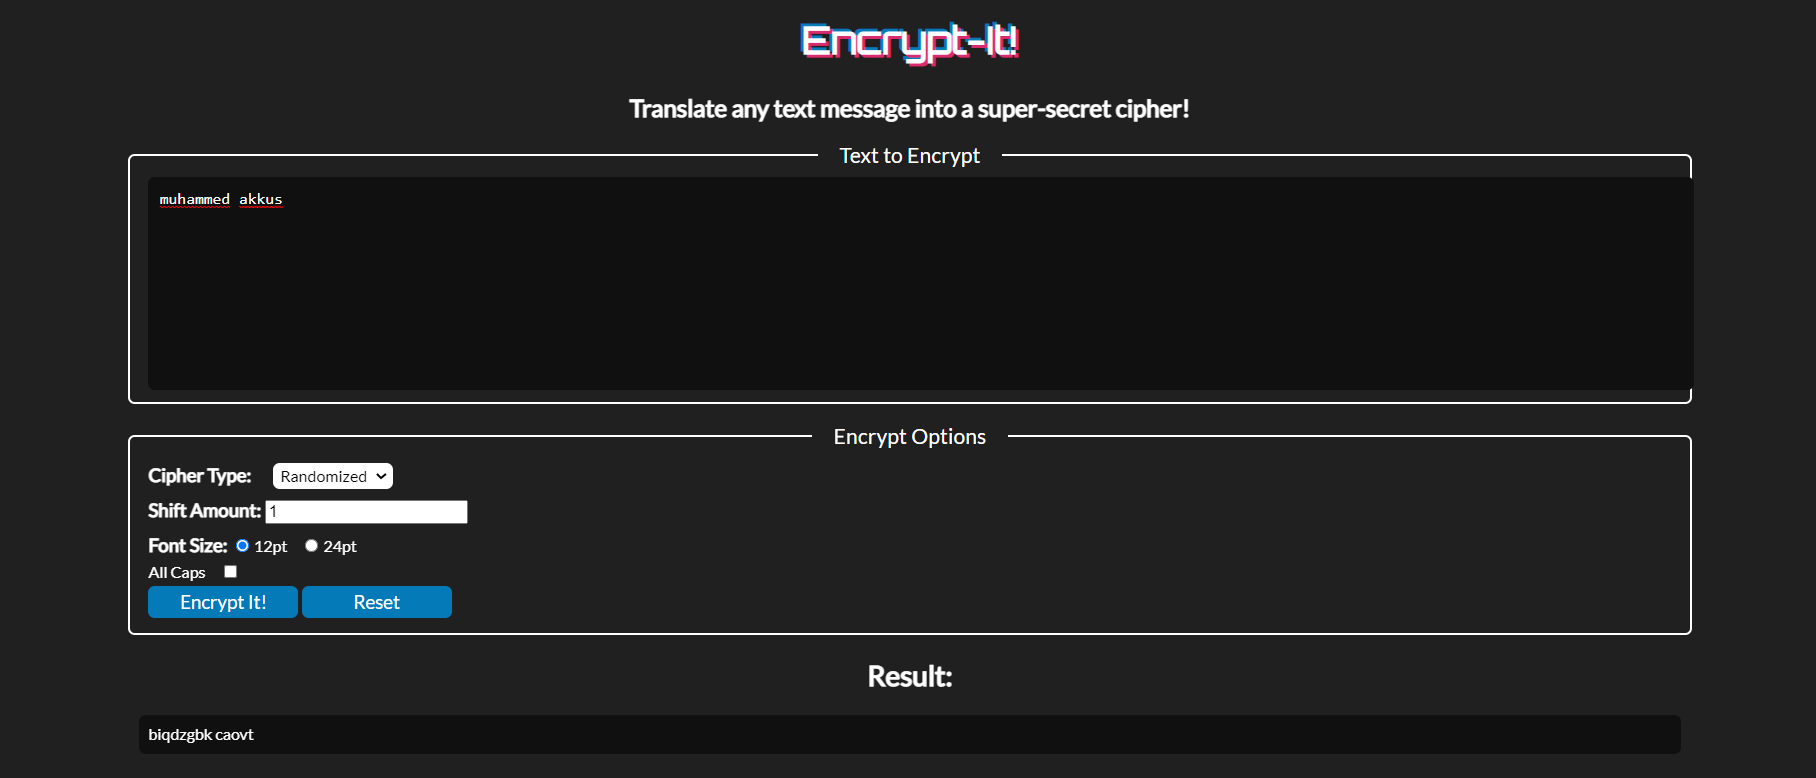 Encrypt-It!
Translate any text message into a super-secret cipher!
Text to Encrypt
muhammed akkus
Encrypt Options
Cipher Type: Randomized
Shift Amount: 1
Font Size: 12pt 24pt
All Caps
Encrypt It! Reset
Result:
biqdzgbk caovt